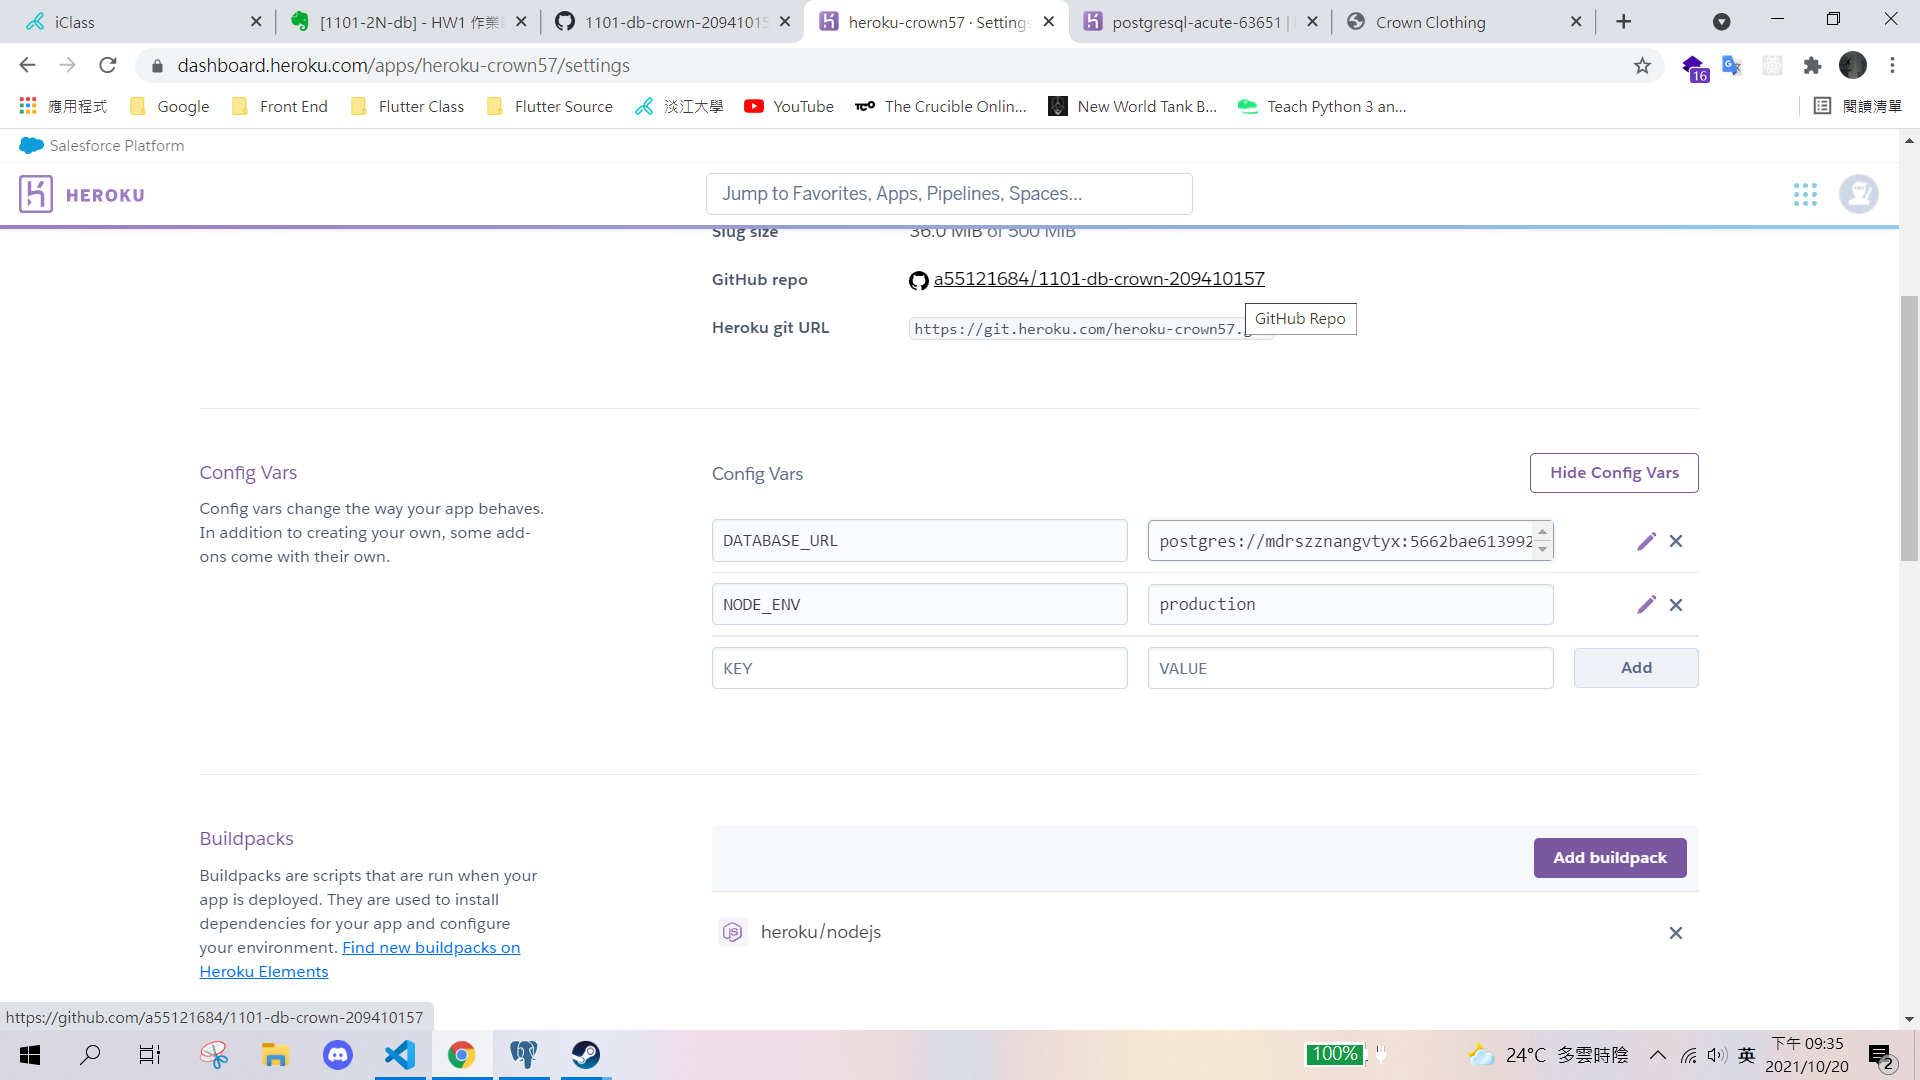 iClass
[1101-2N-db] - HW1 作業
1101-db-crown-20941015
heroku-crown57 · Settings
postgresql-acute-63651 |
Crown Clothing
dashboard.heroku.com/apps/heroku-crown57/settings
16
應用程式
Google
Front End
Flutter Class
Flutter Source
淡江大學
YouTube
The Crucible Onlin...
New World Tank B...
Teach Python 3 an...
閱讀清單
Salesforce Platform
HEROKU
Jump to Favorites, Apps, Pipelines, Spaces...
Slug size
36.0 MiB of 500 MiB
GitHub repo
a55121684/1101-db-crown-209410157
GitHub Repo
Heroku git URL
https://git.heroku.com/heroku-crown57.g
Config Vars
Config vars change the way your app behaves.
In addition to creating your own, some add-
ons come with their own.
Config Vars
Hide Config Vars
DATABASE_URL
postgres://mdrszznangvtyx:5662bae613992
NODE_ENV
production
KEY
VALUE
Add
Buildpacks
Buildpacks are scripts that are run when your
app is deployed. They are used to install
dependencies for your app and configure
your environment. Find new buildpacks on
Heroku Elements
Add buildpack
heroku/nodejs
https://github.com/a55121684/1101-db-crown-209410157
100%
24°C 多雲時陰
英
下午 09:35
2021/10/20
2